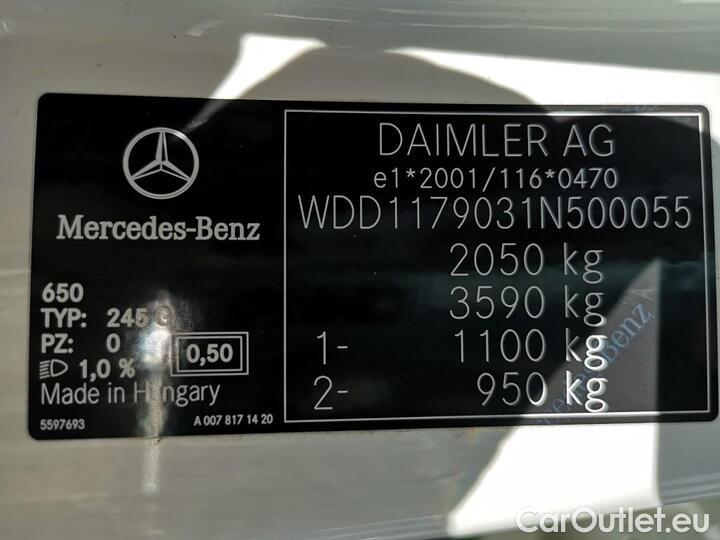 Mercedes-Benz
650
TYP: 245 G
PZ: 0
1,0 %
0,50
Made in Hungary
5597693
A 007 817 14 20
DAIMLER AG
e1*2001/116*0470
WDD1179031N500055
2050 kg
3590 kg
1- 1100 kg
2- 950 kg
CarOutlet.eu